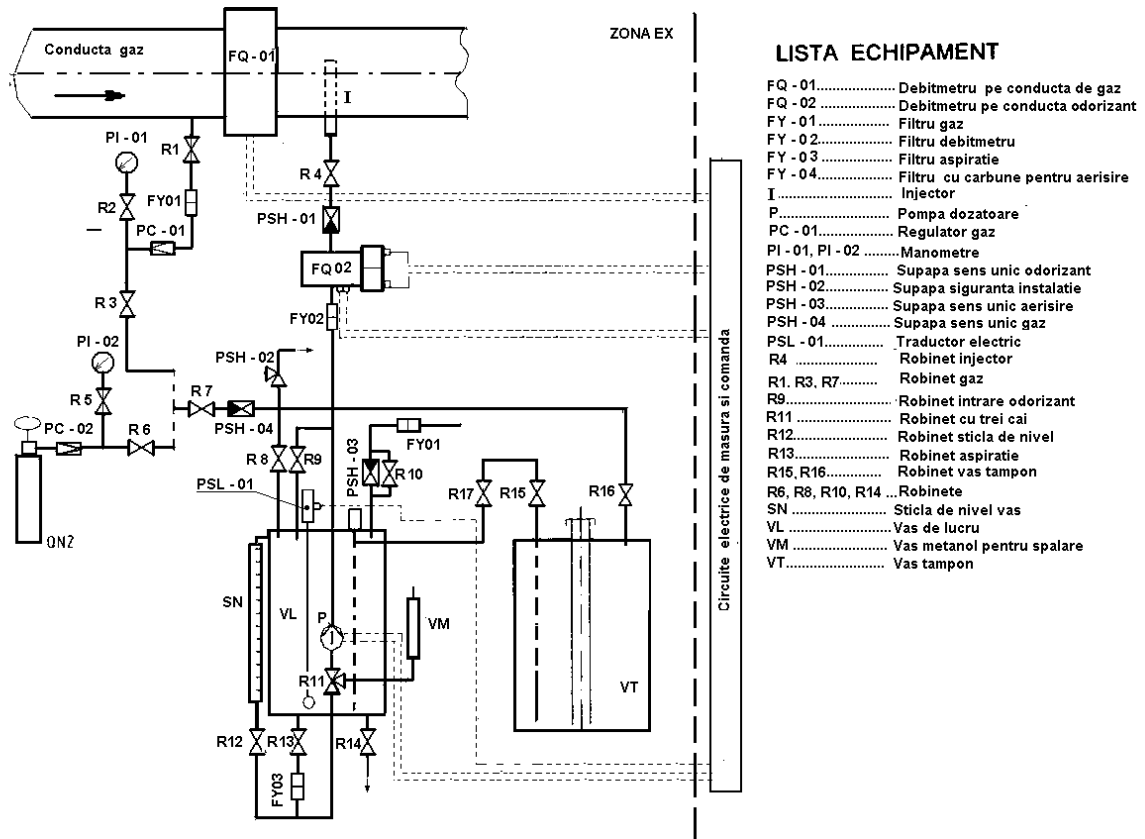 ZONA EX
Conducta gaz
FQ - 01
I
PI - 01
R1
R 4
R2
FY01
PC - 01
PSH - 01
FQ 02
R 3
FY02
PI - 02
PSH - 02
R 5
R 7
PC - 02
R 6
PSH - 04
FY01
R 8
R9
PSH - 03
R 10
PSL - 01
R17
R15
R16
SN
VL
P
VM
R11
VT
R12
R13
R14
FY03
Circuite electrice de masura si comanda
LISTA ECHIPAMENT
FQ - 01 Debitmetru pe conducta de gaz
FQ - 02 Debitmetru pe conducta odorizant
FY - 01 Filtru gaz
FY - 02 Filtru debitmetru
FY - 03 Filtru aspiratie
FY - 04 Filtru cu carbune pentru aerisire
I Injector
P Pompa dozatoare
PC - 01 Regulator gaz
PI - 01, PI - 02 Manometre
PSH - 01 Supapa sens unic odorizant
PSH - 02 Supapa siguranta instalatie
PSH - 03 Supapa sens unic aerisire
PSH - 04 Supapa sens unic gaz
PSL - 01 Traductor electric
R4 Robinet injector
R1. R3, R7 Robinet gaz
R9 Robinet intrare odorizant
R11 Robinet cu trei cai
R12 Robinet sticla de nivel
R13 Robinet aspiratie
R15, R16 Robinet vas tampon
R6, R8, R10, R14 Robinete
SN Sticla de nivel vas
VL Vas de lucru
VM Vas metanol pentru spalare
VT Vas tampon